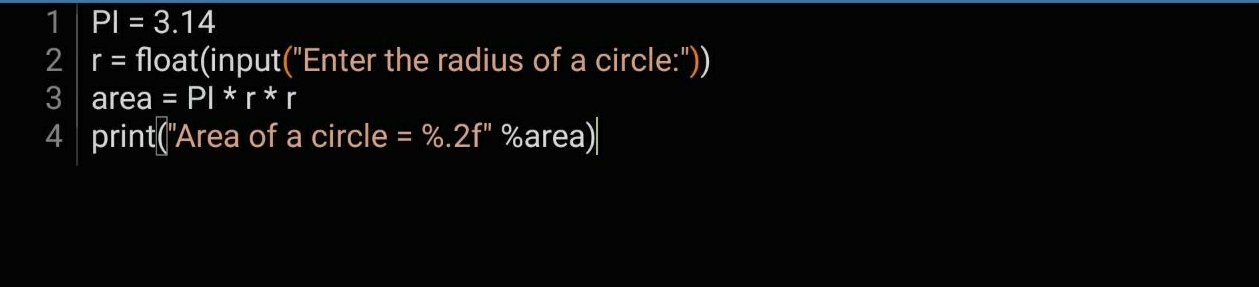 1 PI = 3.14
2 r = float(input("Enter the radius of a circle:"))
3 area = PI * r * r
4 print("Area of a circle = %.2f" %area)